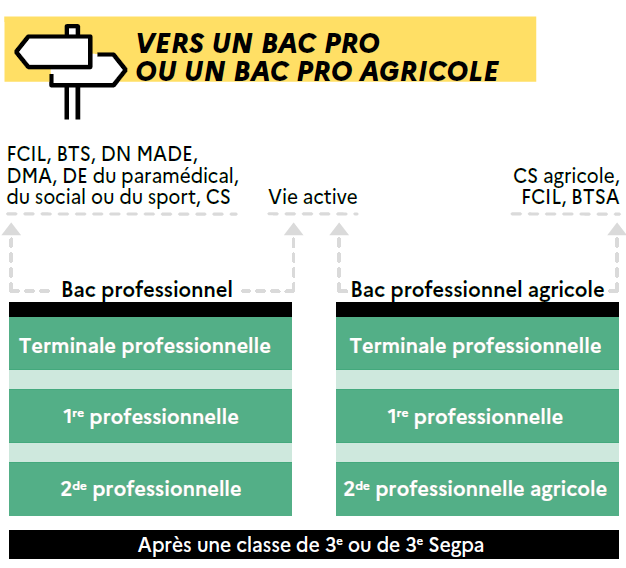 VERS UN BAC PRO
OU UN BAC PRO AGRICOLE
FCIL, BTS, DN MADE,
DMA, DE du paramédical,
du social ou du sport, CS
Vie active
CS agricole,
FCIL, BTSA
Bac professionnel
Bac professionnel agricole
Terminale professionnelle
Terminale professionnelle
1re professionnelle
1re professionnelle
2de professionnelle
2de professionnelle agricole
Après une classe de 3e ou de 3e Segpa